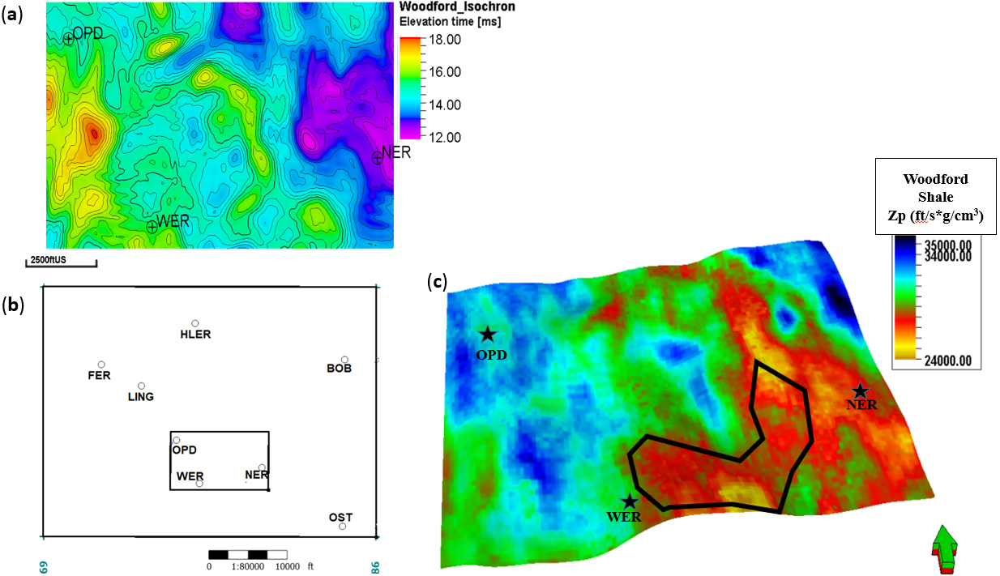 (a)
OPD
NER
WER
Woodford_Isochron
Elevation time [ms]
18.00
16.00
14.00
12.00
2500ftUS
(b)
HLER
FER
LING
BOB
OPD
WER
NER
OST
69
86
0 1:80000 10000 ft
(c)
OPD
NER
WER
Woodford
Shale
Zp (ft/s*g/cm³)
35000.00
34000.00
24000.00